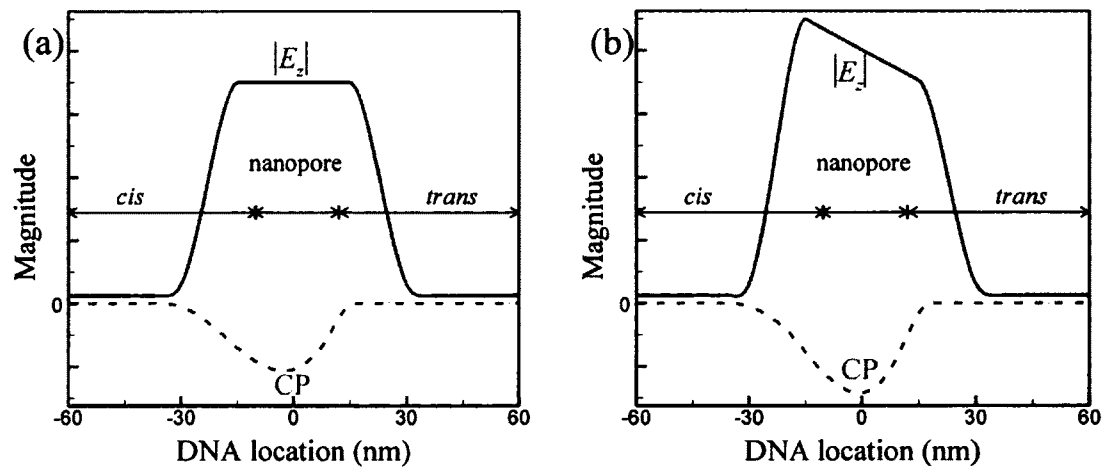 (a)
|E_z|
nanopore
cis
trans
CP
Magnitude
0
-60
-30
0
30
60
DNA location (nm)
(b)
|E_z|
nanopore
cis
trans
CP
Magnitude
0
-60
-30
0
30
60
DNA location (nm)